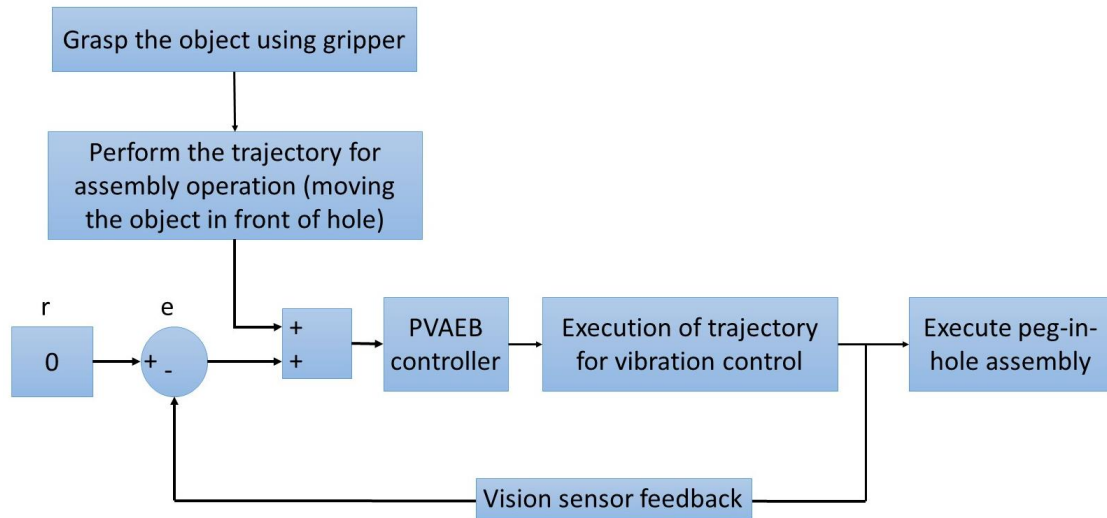 Grasp the object using gripper
Perform the trajectory for
assembly operation (moving
the object in front of hole)
r
e
0
+
-
+
+
PVAEB
controller
Execution of trajectory
for vibration control
Execute peg-in-
hole assembly
Vision sensor feedback